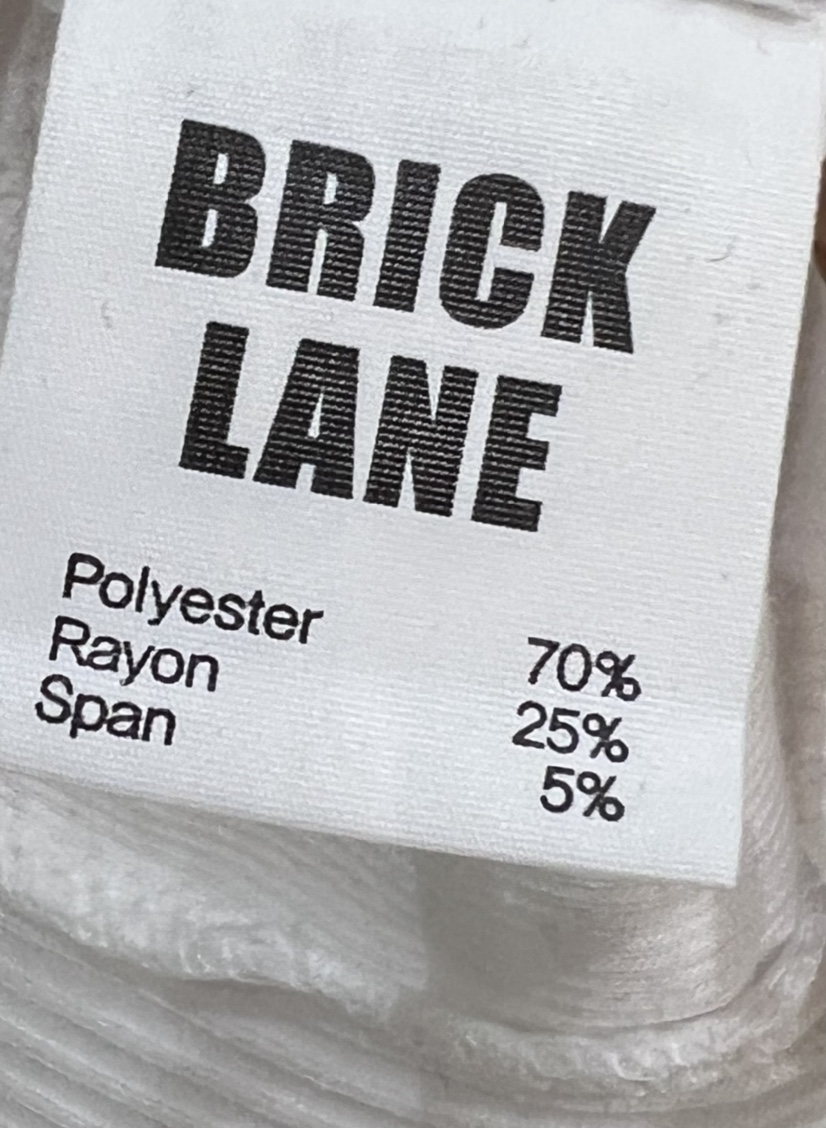 BRICK
LANE
Polyester 70%
Rayon 25%
Span 5%